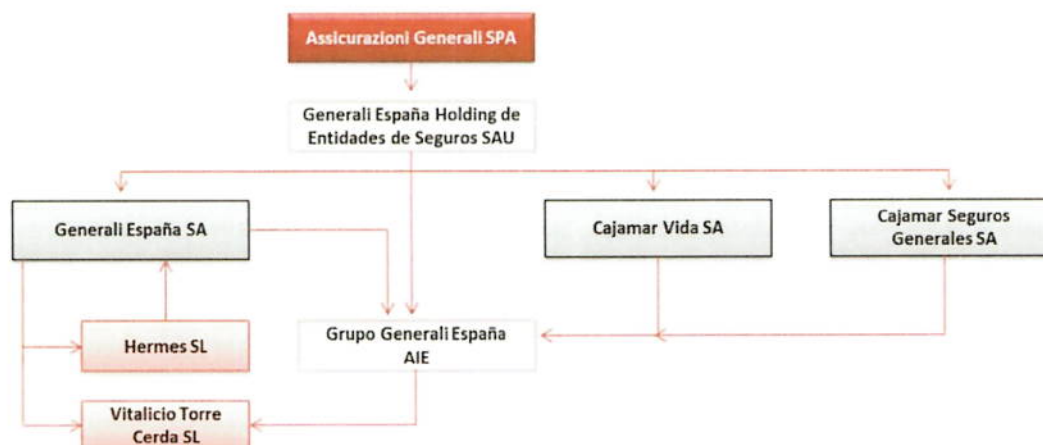 Assicurazioni Generali SPA
Generali España Holding de
Entidades de Seguros SAU
Generali España SA
Cajamar Vida SA
Cajamar Seguros
Generales SA
Hermes SL
Grupo Generali España
AIE
Vitalicio Torre
Cerda SL